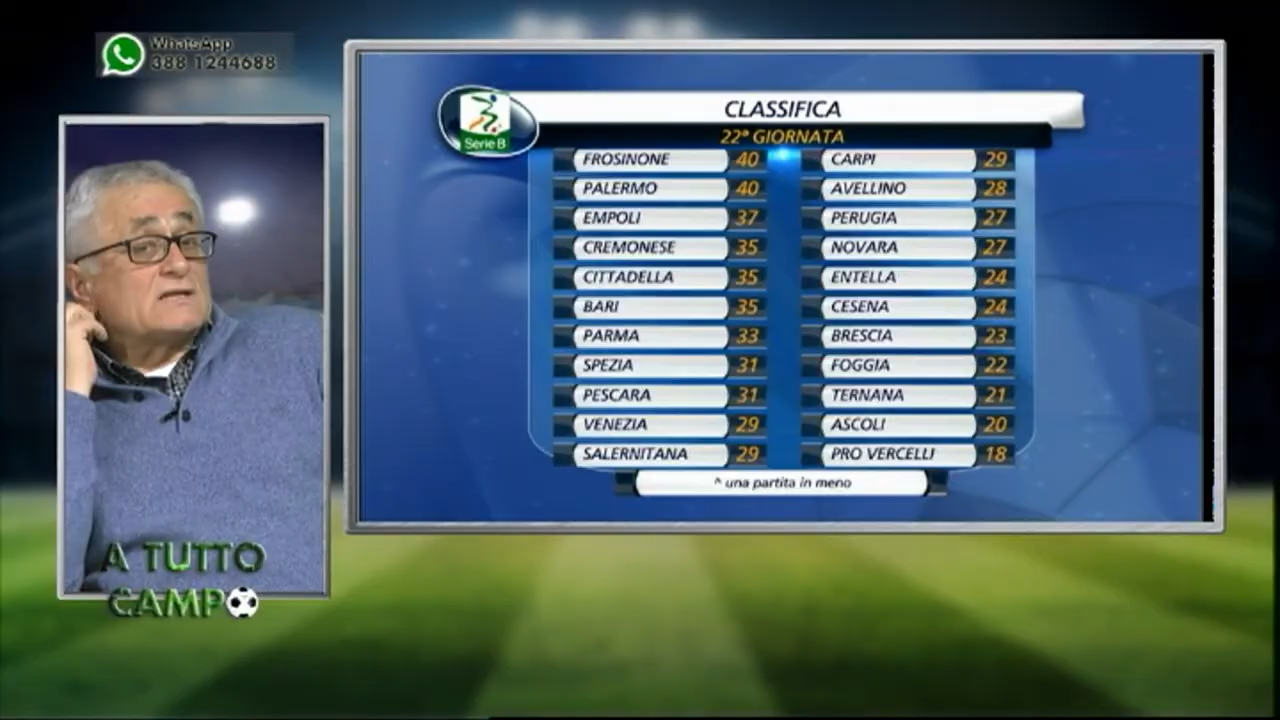 WhatsApp
388 1244688
CLASSIFICA
Serie B
22ª GIORNATA
FROSINONE 40
PALERMO 40
EMPOLI 37
CREMONESE 35
CITTADELLA 35
BARI 35
PARMA 33
SPEZIA 31
PESCARA 31
VENEZIA 29
SALERNITANA 29
CARPI 29
AVELLINO 28
PERUGIA 27
NOVARA 27
ENTELLA 24
CESENA 24
BRESCIA 23
FOGGIA 22
TERNANA 21
ASCOLI 20
PRO VERCELLI 18
^ una partita in meno
A TUTTO
CAMPO